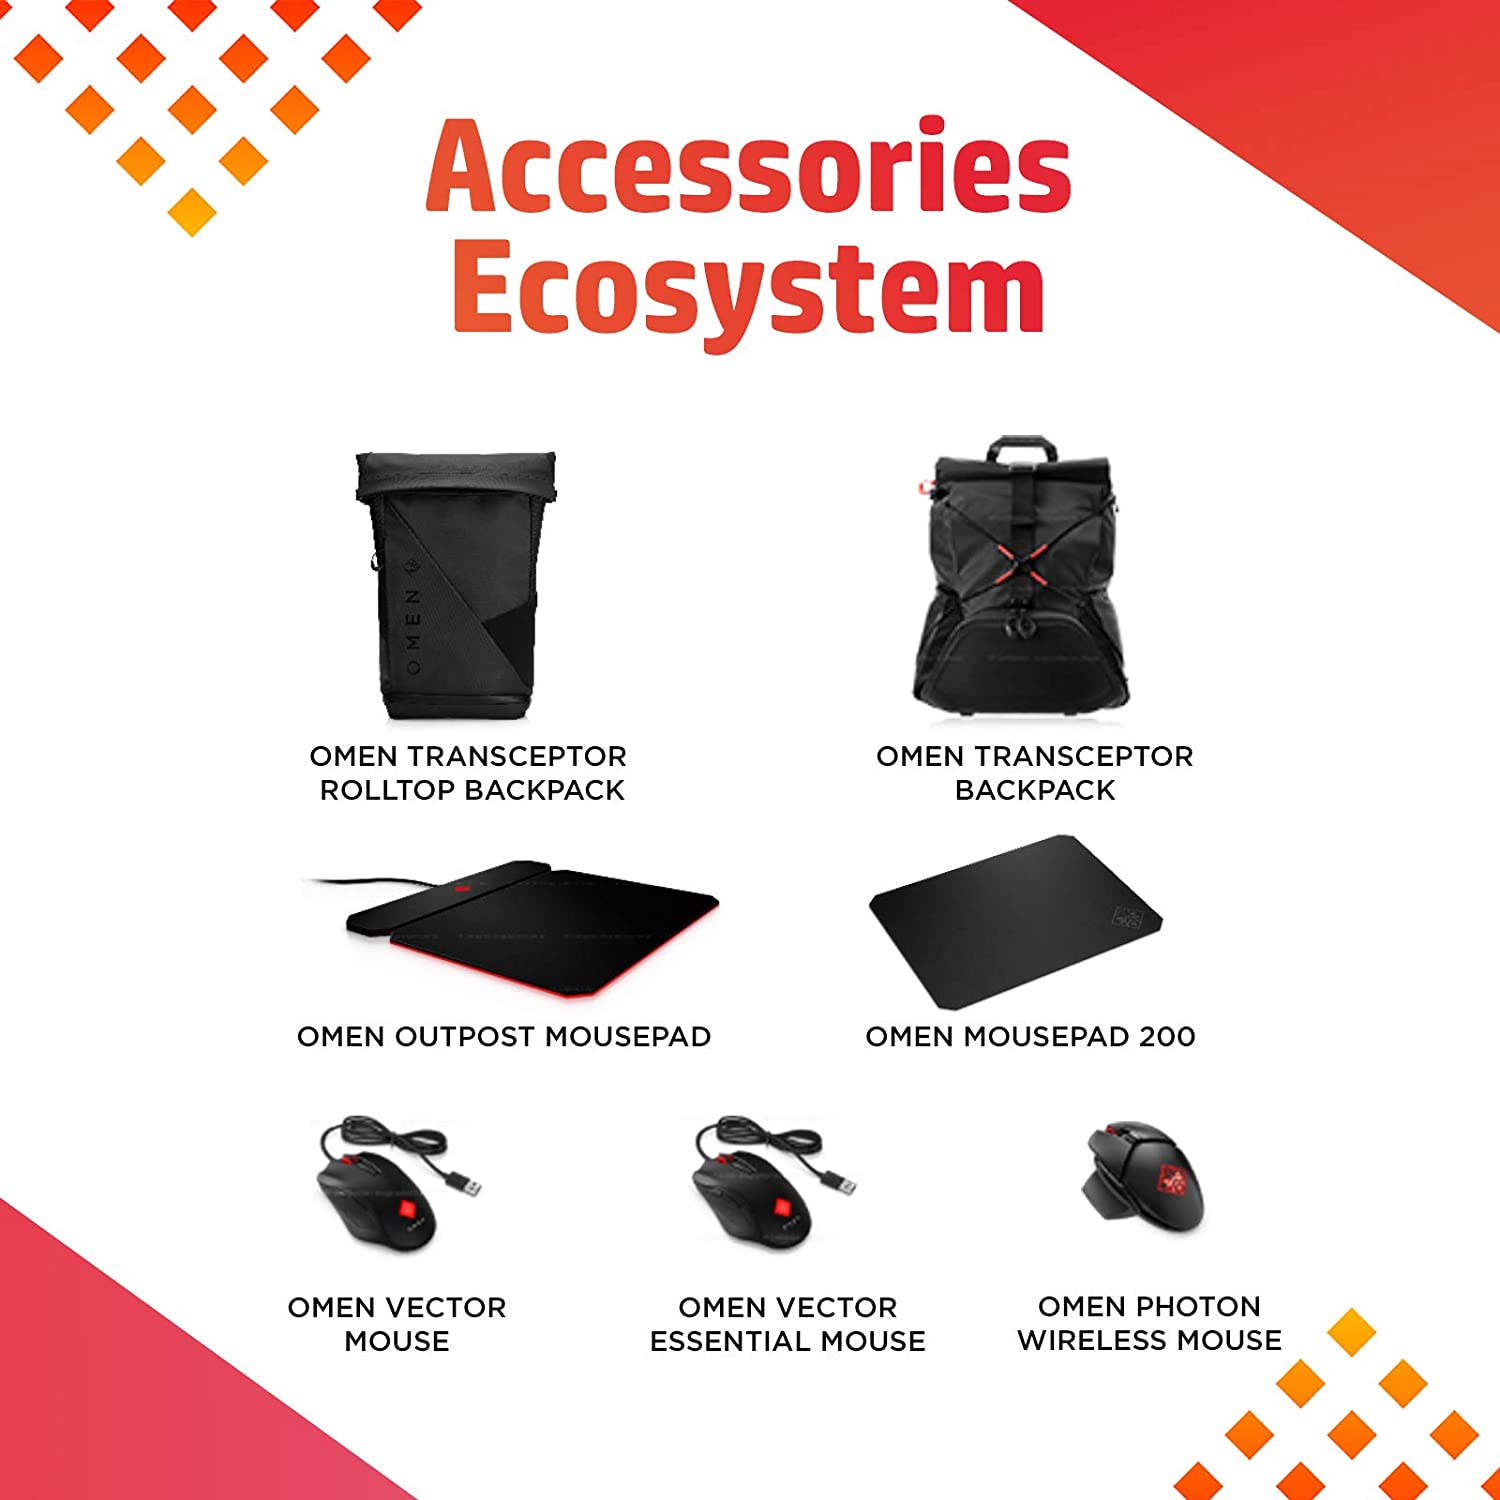 Accessories
Ecosystem
OMEN
OMEN TRANSCEPTOR
ROLLTOP BACKPACK
OMEN TRANSCEPTOR
BACKPACK
OMEN OUTPOST MOUSEPAD
OMEN MOUSEPAD 200
OMEN VECTOR
MOUSE
OMEN VECTOR
ESSENTIAL MOUSE
OMEN PHOTON
WIRELESS MOUSE